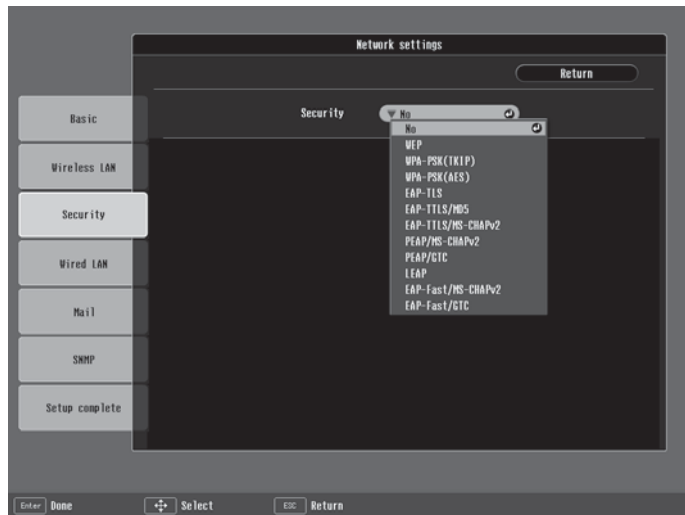 Network settings
Return
Basic
Wireless LAN
Security
Wired LAN
Mail
SNMP
Setup complete
Security
No
No
WEP
WPA-PSK(TKIP)
WPA-PSK(AES)
EAP-TLS
EAP-TTLS/MD5
EAP-TTLS/MS-CHAPv2
PEAP/MS-CHAPv2
PEAP/GTC
LEAP
EAP-Fast/MS-CHAPv2
EAP-Fast/GTC
Enter Done
Select
ESC Return